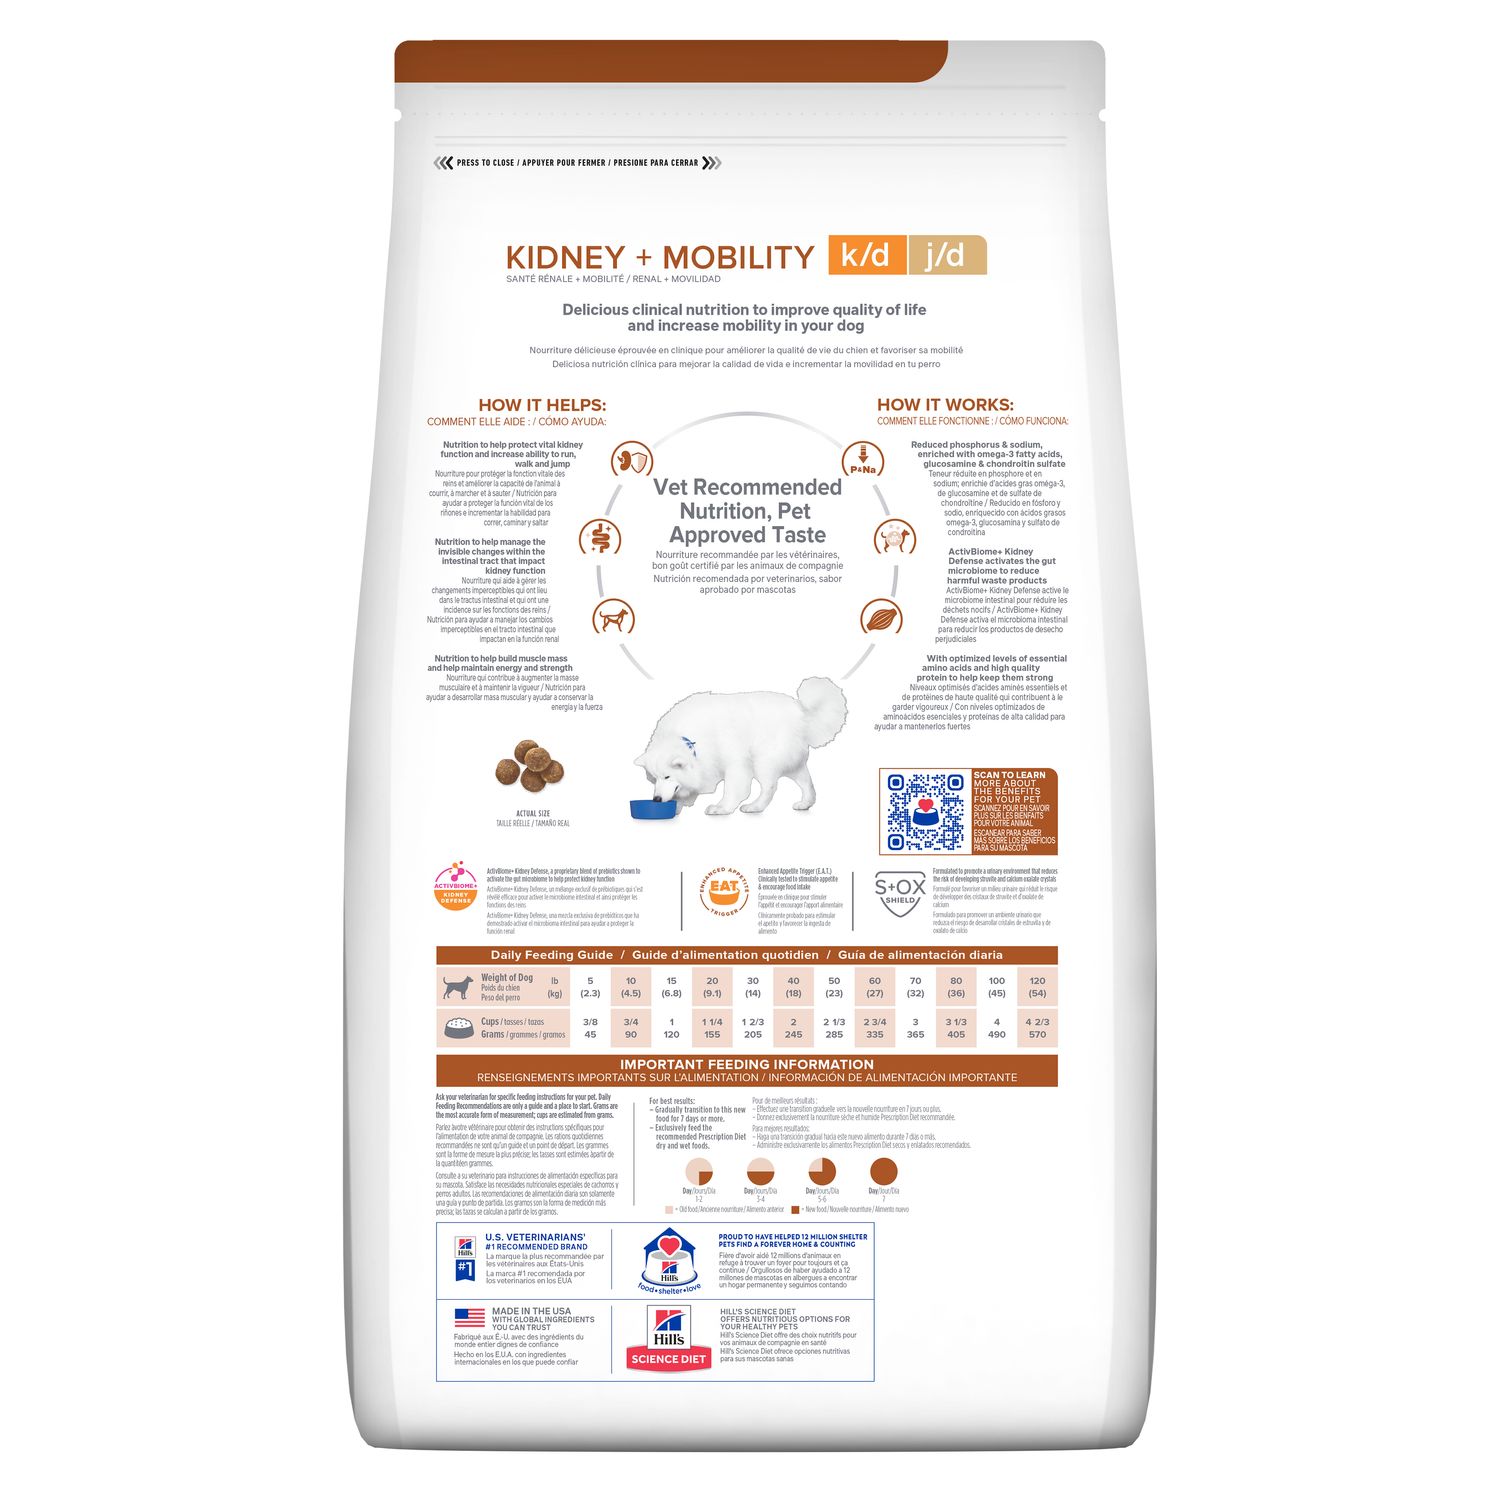 PRESS TO CLOSE / APPUYER POUR FERMER / PRESIONE PARA CERRAR
KIDNEY + MOBILITY k/d j/d
SANTÉ RÉNALE + MOBILITÉ / RENAL + MOVILIDAD
Delicious clinical nutrition to improve quality of life
and increase mobility in your dog
Nourriture délicieuse éprouvée en clinique pour améliorer la qualité de vie du chien et favoriser sa mobilité
Deliciosa nutrición clínica para mejorar la calidad de vida e incrementar la movilidad en tu perro
HOW IT HELPS:
COMMENT ELLE AIDE : / CÓMO AYUDA:
Nutrition to help protect vital kidney
function and increase ability to run,
walk and jump
Nourriture pour protéger la fonction vitale des
reins et améliorer la capacité de l'animal à
courrir, à marcher et à sauter / Nutrición para
ayudar a proteger la función vital de los
riñones e incrementar la habilidad para
correr, caminar y saltar
Nutrition to help manage the
invisible changes within the
intestinal tract that impact
kidney function
Nourriture qui aide à gérer les
changements imperceptibles qui ont lieu
dans le tractus intestinal et qui ont une
incidence sur les fonctions des reins /
Nutrición para ayudar a manejar los cambios
imperceptibles en el tracto intestinal que
impactan en la función renal
Nutrition to help build muscle mass
and help maintain energy and strength
Nourriture qui contribue à augmenter la masse
musculaire et à maintenir la vigueur / Nutrición para
ayudar a desarrollar masa muscular y ayudar a conservar la
energía y la fuerza
Vet Recommended
Nutrition, Pet
Approved Taste
Nourriture recommandée par les vétérinaires,
bon goût certifié par les animaux de compagnie
Nutrición recomendada por veterinarios, sabor
aprobado por mascotas
HOW IT WORKS:
COMMENT ELLE FONCTIONNE : / CÓMO FUNCIONA:
P&Na
Reduced phosphorus & sodium,
enriched with omega-3 fatty acids,
glucosamine & chondroitin sulfate
Teneur réduite en phosphore et en
sodium; enrichie d'acides gras oméga-3,
de glucosamine et de sulfate de
chondroïtine / Reducido en fósforo y
sodio, enriquecido con ácidos grasos
omega-3, glucosamina y sulfato de
condroitina
ActivBiome+ Kidney
Defense activates the gut
microbiome to reduce
harmful waste products
ActivBiome+ Kidney Defense active le
microbiome intestinal pour réduire les
déchets nocifs / ActivBiome+ Kidney
Defense activa el microbioma intestinal
para reducir los productos de desecho
perjudiciales
With optimized levels of essential
amino acids and high quality
protein to help keep them strong
Niveaux optimisés d'acides aminés essentiels et
de protéines de haute qualité qui contribuent à le
garder vigoureux / Con niveles optimizados de
aminoácidos esenciales y proteínas de alta calidad para
ayudar a mantenerlos fuertes
ACTUAL SIZE
TAILLE RÉELLE / TAMAÑO REAL
SCAN TO LEARN
MORE ABOUT
THE BENEFITS
FOR YOUR PET
SCANNEZ POUR EN SAVOIR
PLUS SUR LES BIENFAITS
POUR VOTRE ANIMAL
ESCANEAR PARA SABER
MÁS SOBRE LOS BENEFICIOS
PARA SU MASCOTA
ACTIVBIOME+
KIDNEY
DEFENSE
ActivBiome+ Kidney Defense, a proprietary blend of prebiotics shown to
activate the gut microbiome to help protect kidney function
ActivBiome+ Kidney Defense, un mélange exclusif de prébiotiques qui s'est
révélé efficace pour activer le microbiome intestinal et ainsi protéger les
fonctions des reins
ActivBiome+ Kidney Defense, una mezcla exclusiva de prebióticos que ha
demostrado activar el microbioma intestinal para ayudar a proteger la
función renal
ENHANCED APPETITE
EAT
TRIGGER
Enhanced Appetite Trigger (E.A.T.)
Clinically tested to stimulate appetite
& encourage food intake
Éprouvée en clinique pour stimuler
l'appétit et encourager l'apport alimentaire
Clínicamente probado para estimular
el apetito y favorecer la ingesta de
alimento
S+OX
SHIELD
Formulated to promote a urinary environment that reduces
the risk of developing struvite and calcium oxalate crystals
Formulé pour favoriser un milieu urinaire qui réduit le risque
de développer des cristaux de struvite et d'oxalate de
calcium
Formulado para promover un ambiente urinario que
reduzca el riesgo de desarrollar cristales de estruvita y de
oxalato de calcio
Daily Feeding Guide / Guide d'alimentation quotidien / Guía de alimentación diaria
Weight of Dog lb 5 10 15 20 30 40 50 60 70 80 100 120
Poids du chien
Peso del perro (kg) (2.3) (4.5) (6.8) (9.1) (14) (18) (23) (27) (32) (36) (45) (54)
Cups / tasses / tazas 3/8 3/4 1 1 1/4 1 2/3 2 2 1/3 2 3/4 3 3 1/3 4 4 2/3
Grams / grammes / gramos 45 90 120 155 205 245 285 335 365 405 490 570
IMPORTANT FEEDING INFORMATION
RENSEIGNEMENTS IMPORTANTS SUR L'ALIMENTATION / INFORMACIÓN DE ALIMENTACIÓN IMPORTANTE
Ask your veterinarian for specific feeding instructions for your pet. Daily
Feeding Recommendations are only a guide and a place to start. Grams are
the most accurate form of measurement; cups are estimated from grams.
Parlez àvotre vétérinaire pour obtenir des instructions spécifiques pour
l'alimentation de votre animal de compagnie. Les rations quotidiennes
recommandées ne sont qu'un guide et un point de départ. Les grammes
sont la forme de mesure la plus précise; les tasses sont estimées àpartir de
la quantitéen grammes.
Consulte a su veterinario para instrucciones de alimentación específicas para
su mascota. Satisface las necesidades nutricionales especiales de cachorros y
perros adultos. Las recomendaciones de alimentación diaria son solamente
una guía y punto de partida. Los gramos son la forma de medición más
precisa; las tazas se calculan a partir de los gramos.
For best results:
– Gradually transition to this new
food for 7 days or more.
– Exclusively feed the
recommended Prescription Diet
dry and wet foods.
Pour de meilleurs résultats :
– Effectuez une transition graduelle vers la nouvelle nourriture en 7 jours ou plus.
– Donnez exclusivement la nourriture sèche et humide Prescription Diet recommandée.
Para mejores resultados:
– Haga una transición gradual hacia este nuevo alimento durante 7 días o más.
– Administre exclusivamente los alimentos Prescription Diet secos y enlatados recomendados.
Day/Jours/Día Day/Jours/Día Day/Jours/Día Day/Jour/Día
1-2 3-4 5-6 7
= Old food/Ancienne nourriture/Alimento anterior = New food/Nouvelle nourriture/Alimento nuevo
Hill's
#1
U.S. VETERINARIANS'
#1 RECOMMENDED BRAND
La marque la plus recommandée par
les vétérinaires aux États-Unis
La marca #1 recomendada por
los veterinarios en los EUA
Hill's
food•shelter•love
PROUD TO HAVE HELPED 12 MILLION SHELTER
PETS FIND A FOREVER HOME & COUNTING
Fière d'avoir aidé 12 millions d'animaux en
refuge à trouver un foyer pour toujours et ça
continue / Orgullosos de haber ayudado a 12
millones de mascotas en albergues a encontrar
un hogar permanente y seguimos contando
MADE IN THE USA
WITH GLOBAL INGREDIENTS
YOU CAN TRUST
Fabriqué aux É.-U. avec des ingrédients du
monde entier dignes de confiance
Hecho en los E.U.A. con ingredientes
internacionales en los que puede confiar
Hill's
SCIENCE DIET
HILL'S SCIENCE DIET
OFFERS NUTRITIOUS OPTIONS FOR
YOUR HEALTHY PETS
Hill's Science Diet offre des choix nutritifs pour
vos animaux de compagnie en santé
Hill's Science Diet ofrece opciones nutritivas
para sus mascotas sanas